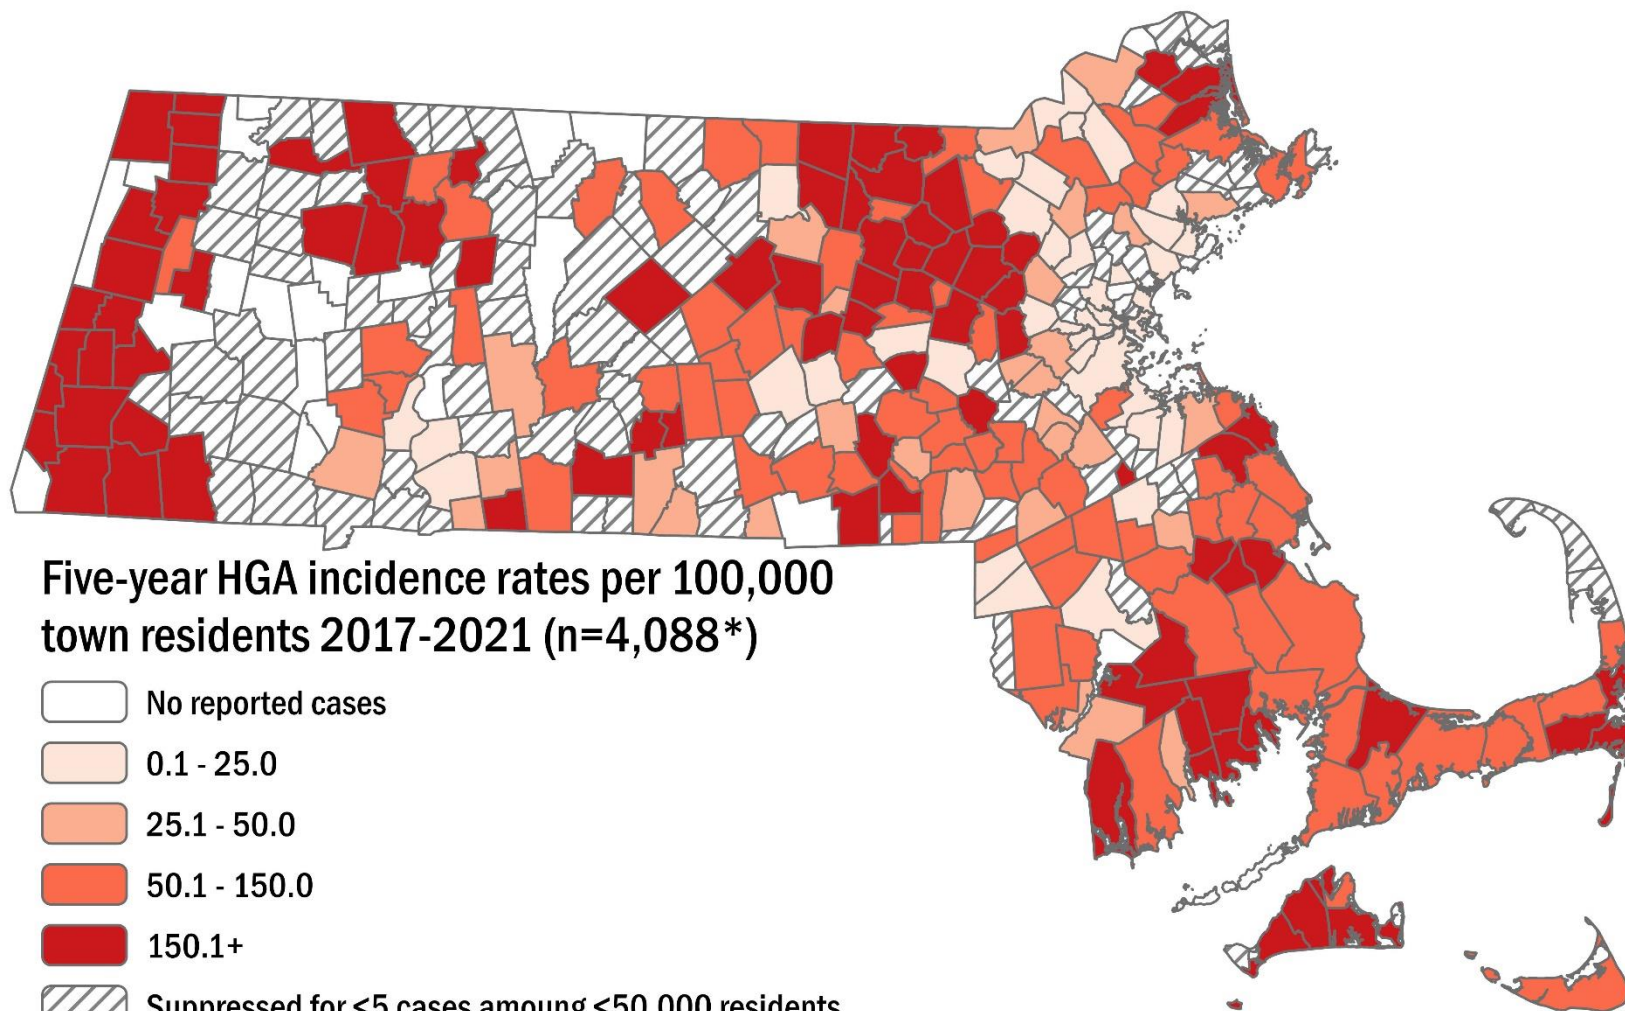 Five-year HGA incidence rates per 100,000
town residents 2017-2021 (n=4,088*)
No reported cases
0.1 - 25.0
25.1 - 50.0
50.1 - 150.0
150.1+
Suppressed for <5 cases amoung <50,000 residents